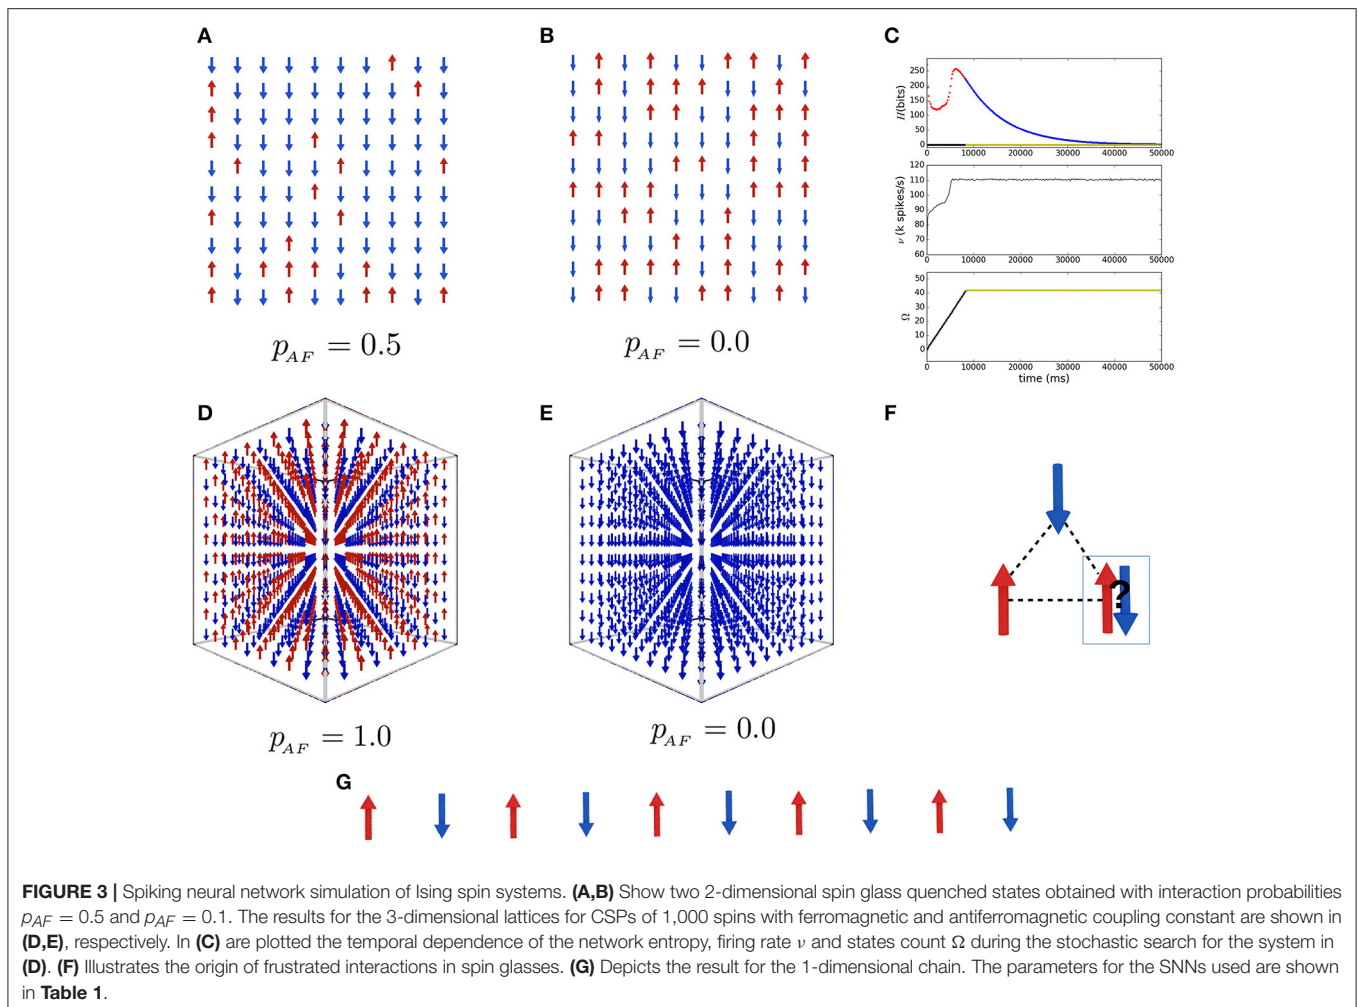 A
B
C
p_AF = 0.5
p_AF = 0.0
H(bits)
250
200
150
100
50
0
0 10000 20000 30000 40000 50000
ν (k spikes/s)
120
110
100
90
80
70
60
0 10000 20000 30000 40000 50000
Ω
50
40
30
20
10
0
0 10000 20000 30000 40000 50000
time (ms)
D
E
F
?
p_AF = 1.0
p_AF = 0.0
G
FIGURE 3 | Spiking neural network simulation of Ising spin systems. (A,B) Show two 2-dimensional spin glass quenched states obtained with interaction probabilities
p_AF = 0.5 and p_AF = 0.1. The results for the 3-dimensional lattices for CSPs of 1,000 spins with ferromagnetic and antiferromagnetic coupling constant are shown in
(D,E), respectively. In (C) are plotted the temporal dependence of the network entropy, firing rate ν and states count Ω during the stochastic search for the system in
(D). (F) Illustrates the origin of frustrated interactions in spin glasses. (G) Depicts the result for the 1-dimensional chain. The parameters for the SNNs used are shown
in Table 1.